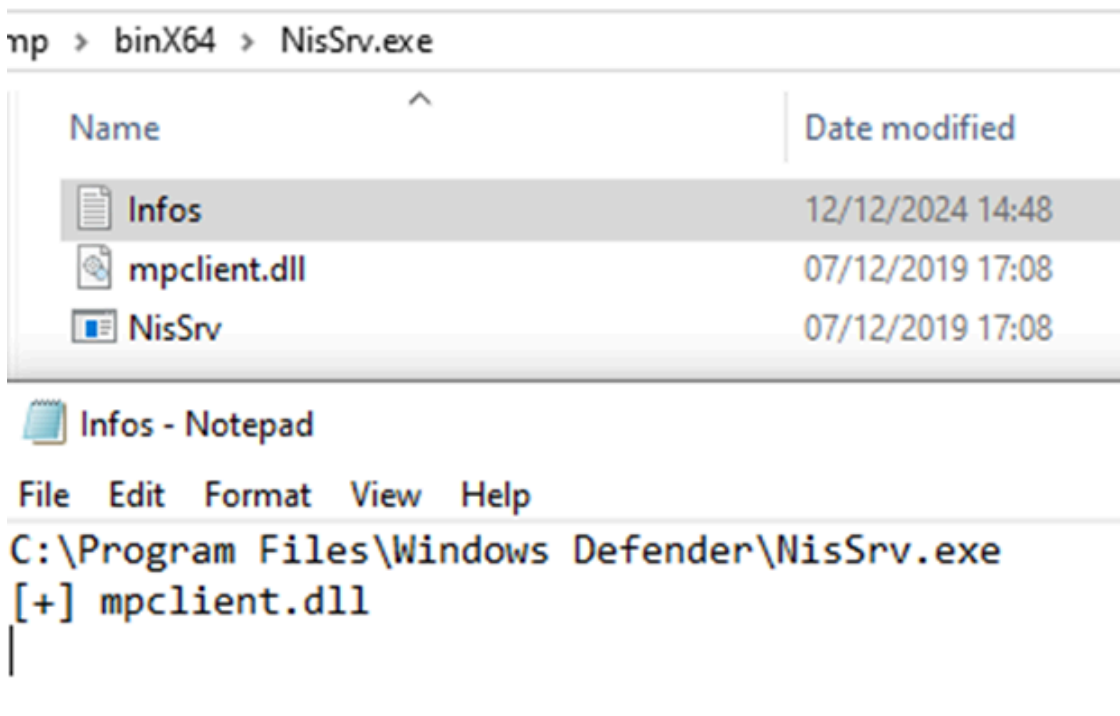 mp > binX64 > NisSrv.exe
Name Date modified
Infos 12/12/2024 14:48
mpclient.dll 07/12/2019 17:08
NisSrv 07/12/2019 17:08
Infos - Notepad
File Edit Format View Help
C:\Program Files\Windows Defender\NisSrv.exe
[+] mpclient.dll